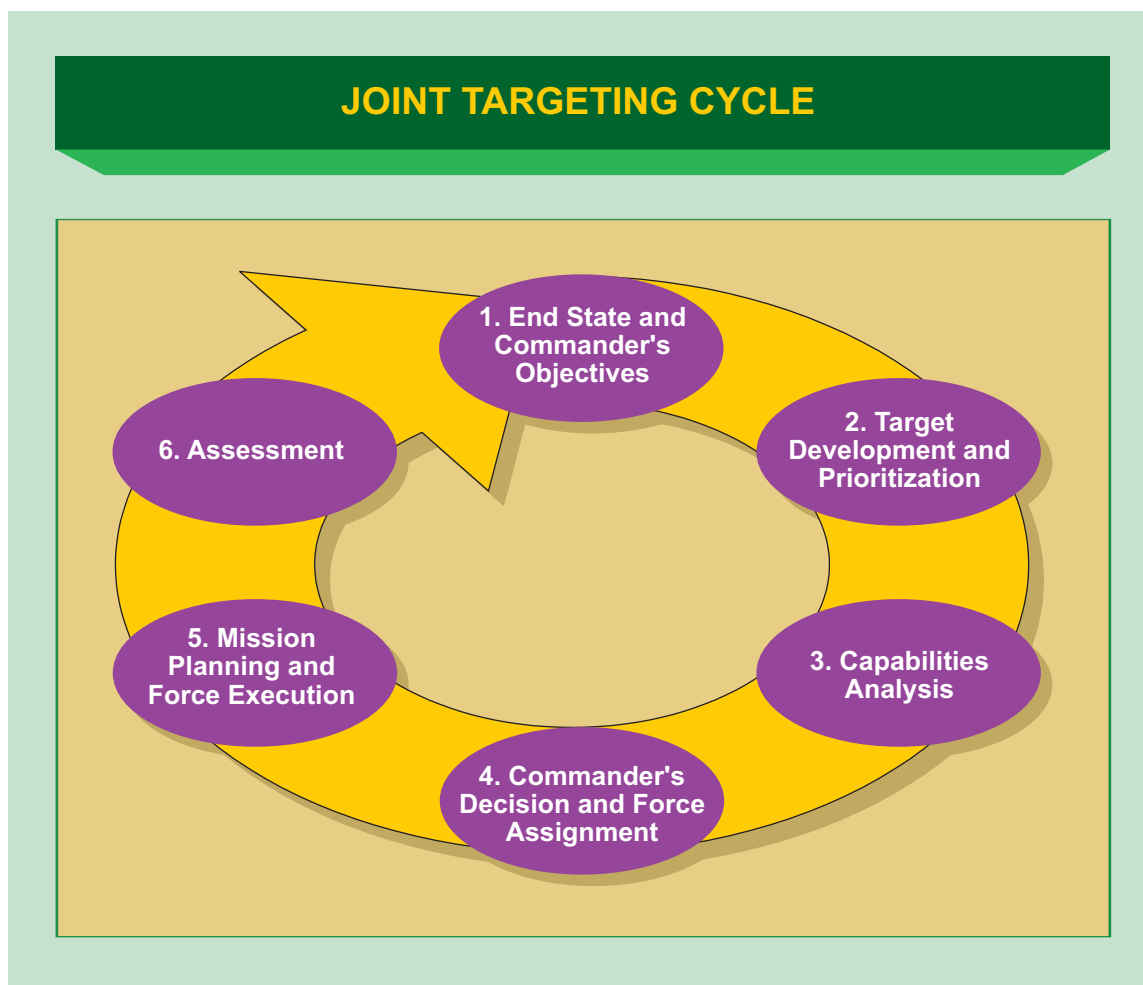 JOINT TARGETING CYCLE
1. End State and
Commander's
Objectives
2. Target
Development and
Prioritization
3. Capabilities
Analysis
4. Commander's
Decision and Force
Assignment
5. Mission
Planning and
Force Execution
6. Assessment